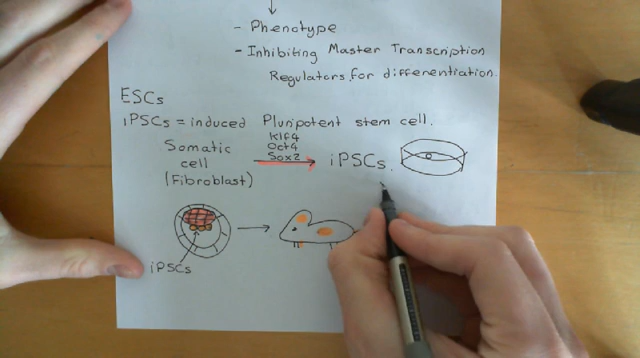 - Phenotype
- Inhibiting Master Transcription
Regulators for differentiation.
ESCs
iPSCs = induced Pluripotent stem cell.
Klf4
Oct4
Sox2
Somatic
cell
(Fibroblast)
iPSCs.
iPSCs